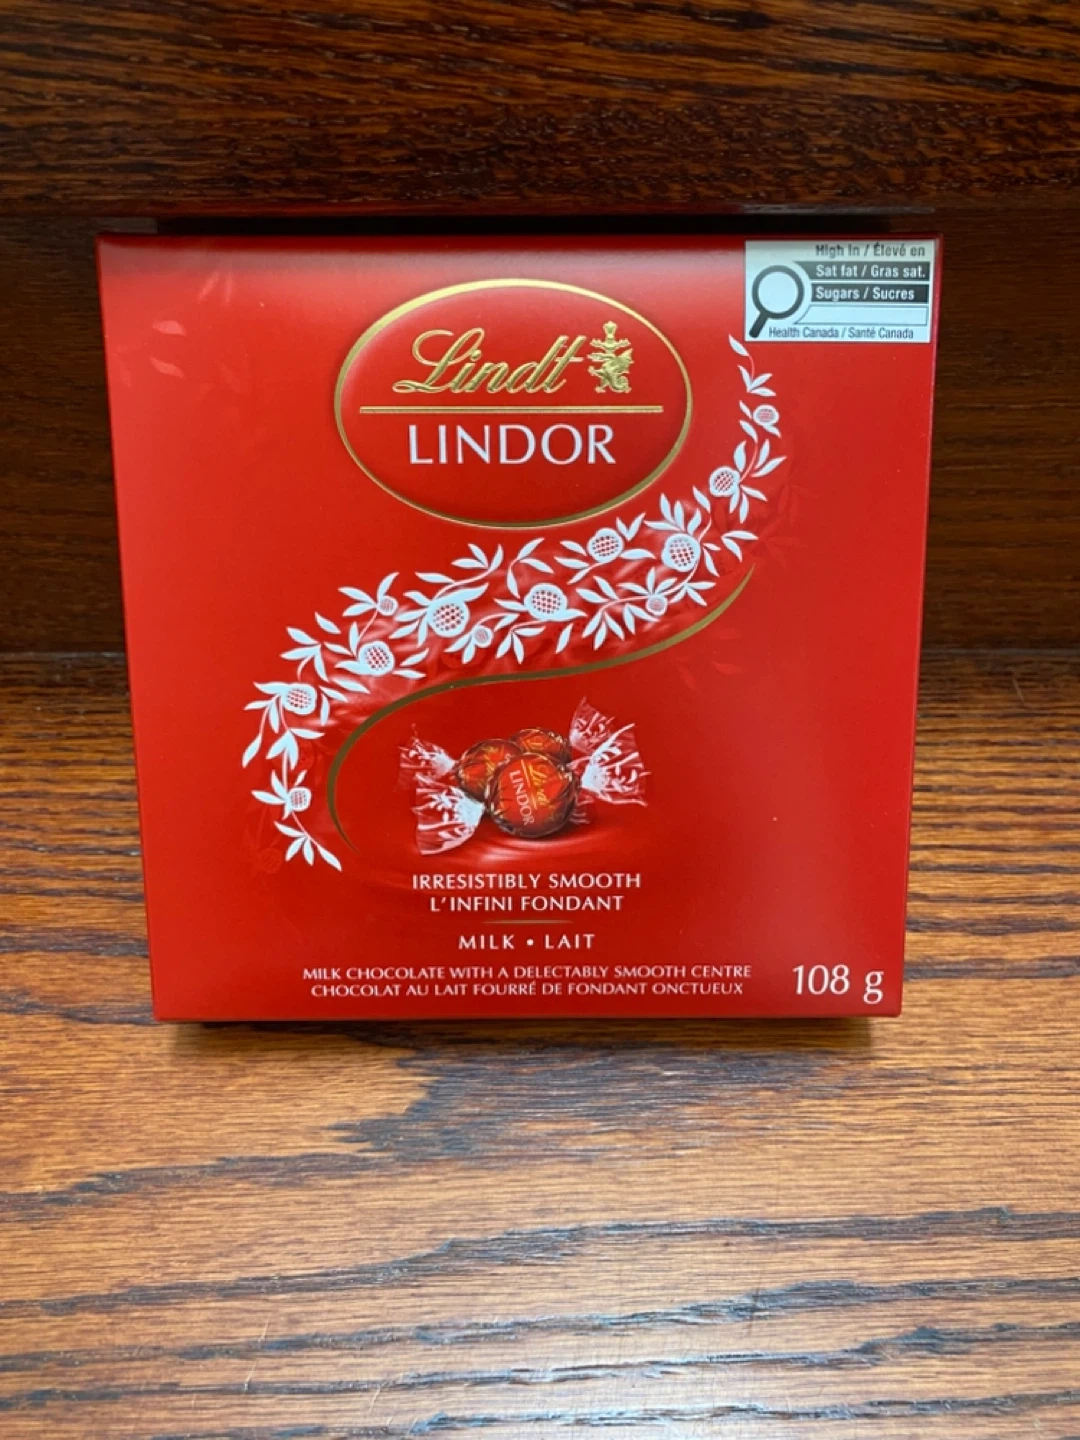 High in / Élevé en
Sat fat / Gras sat.
Sugars / Sucres
Health Canada / Santé Canada
Lindt
LINDOR
Lindt
LINDOR
IRRESISTIBLY SMOOTH
L'INFINI FONDANT
MILK • LAIT
MILK CHOCOLATE WITH A DELECTABLY SMOOTH CENTRE
CHOCOLAT AU LAIT FOURRÉ DE FONDANT ONCTUEUX
108 g